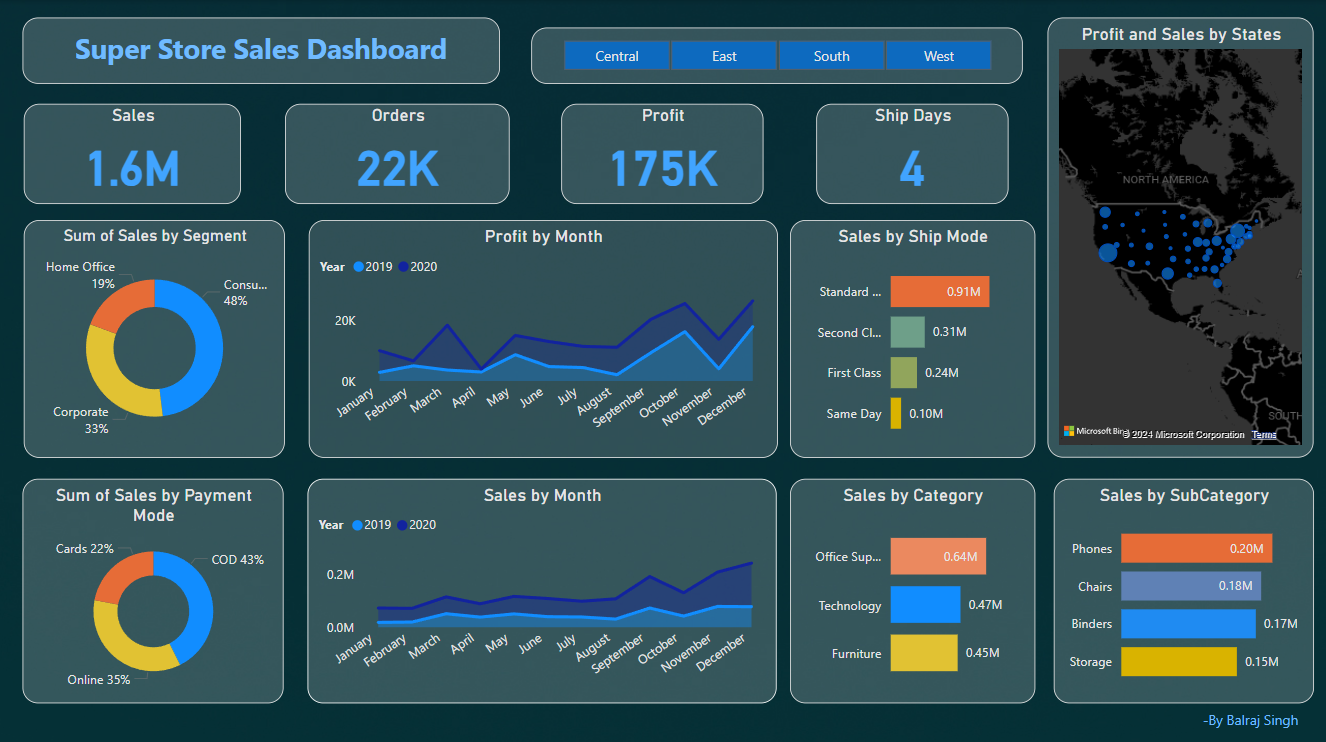 Super Store Sales Dashboard
Central East South West
Sales
1.6M
Orders
22K
Profit
175K
Ship Days
4
Profit and Sales by States
NORTH AMERICA
SOUTH
Microsoft Bing
© 2024 Microsoft Corporation Terms
Sum of Sales by Segment
Home Office
19%
Consu...
48%
Corporate
33%
Profit by Month
Year 2019 2020
20K
0K
January February March April May June July August September October November December
Sales by Ship Mode
Standard ... 0.91M
Second Cl... 0.31M
First Class 0.24M
Same Day 0.10M
Sum of Sales by Payment
Mode
Cards 22%
COD 43%
Online 35%
Sales by Month
Year 2019 2020
0.2M
0.0M
January February March April May June July August September October November December
Sales by Category
Office Sup... 0.64M
Technology 0.47M
Furniture 0.45M
Sales by SubCategory
Phones 0.20M
Chairs 0.18M
Binders 0.17M
Storage 0.15M
-By Balraj Singh